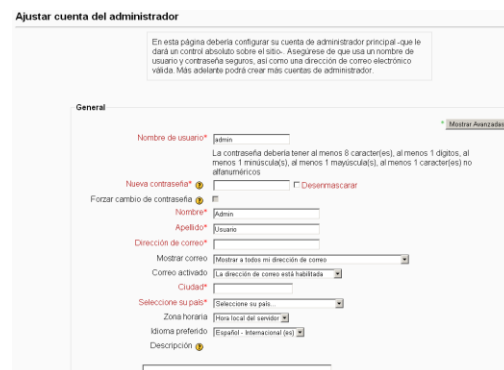 Ajustar cuenta del administrador
En esta página debería configurar su cuenta de administrador principal -que le
dará un control absoluto sobre el sitio-. Asegúrese de que usa un nombre de
usuario y contraseña seguros, así como una dirección de correo electrónico
válida. Más adelante podrá crear más cuentas de administrador.
General
* Mostrar Avanzadas
Nombre de usuario* admin
La contraseña debería tener al menos 8 caracter(es), al menos 1 dígitos, al
menos 1 minúscula(s), al menos 1 mayúscula(s), al menos 1 caracter(es) no
alfanuméricos
Nueva contraseña* Desenmascarar
Forzar cambio de contraseña
Nombre* Admin
Apellido* Usuario
Dirección de correo*
Mostrar correo Mostrar a todos mi dirección de correo
Correo activado La dirección de correo está habilitada
Ciudad*
Seleccione su país* Seleccione su país...
Zona horaria Hora local del servidor
Idioma preferido Español - Internacional (es)
Descripción